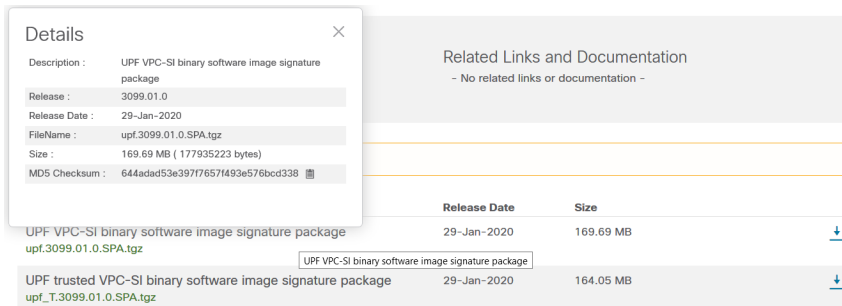 Details
Description :
UPF VPC-SI binary software image signature
package
Release :
3099.01.0
Release Date :
29-Jan-2020
FileName :
upf.3099.01.0.SPA.tgz
Size :
169.69 MB ( 177935223 bytes)
MD5 Checksum :
644adad53e397f7657f493e576bcd338
Related Links and Documentation
- No related links or documentation -
Release Date
Size
UPF VPC-SI binary software image signature package
29-Jan-2020
169.69 MB
upf.3099.01.0.SPA.tgz
UPF VPC-SI binary software image signature package
UPF trusted VPC-SI binary software image signature package
29-Jan-2020
164.05 MB
upf_T.3099.01.0.SPA.tgz